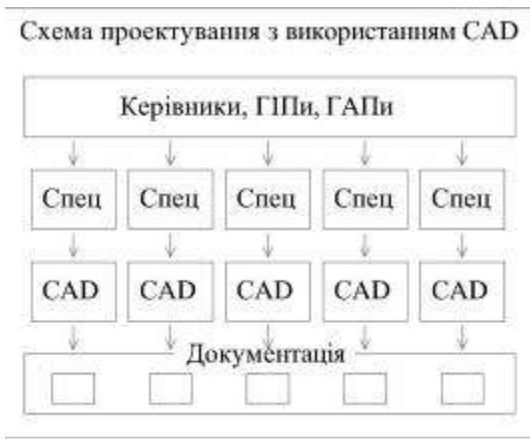 Схема проектування з використанням CAD
Керівники, ГІПи, ГАПи
Спец Спец Спец Спец Спец
CAD CAD CAD CAD CAD
Документація